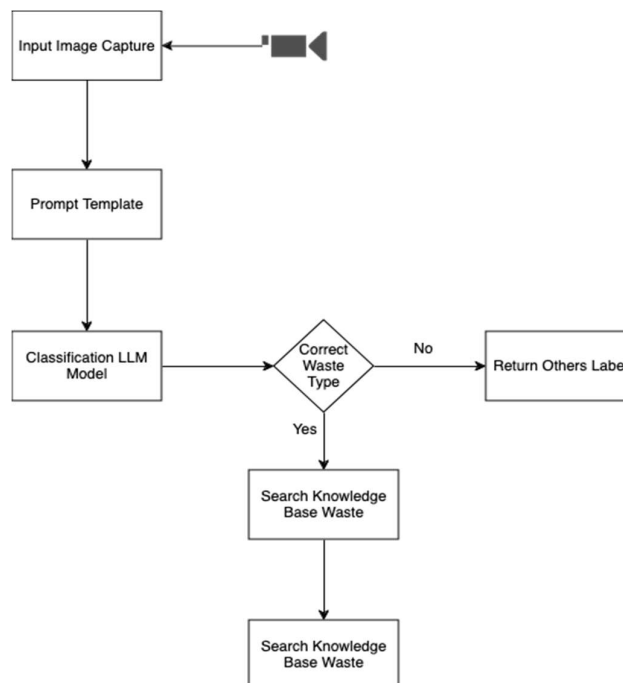 Input Image Capture
Prompt Template
Classification LLM
Model
Correct
Waste
Type
No
Return Others Label
Yes
Search Knowledge
Base Waste
Search Knowledge
Base Waste